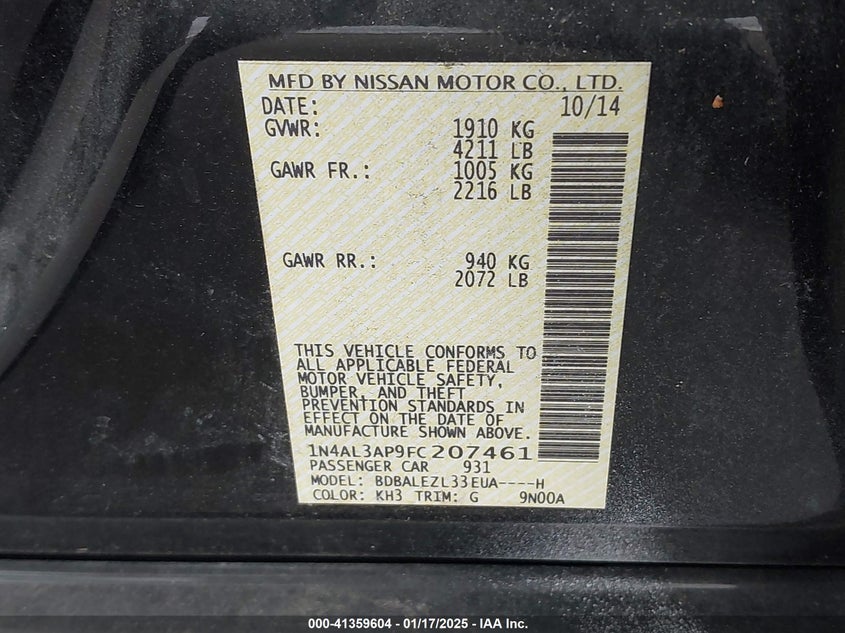 MFD BY NISSAN MOTOR CO., LTD.
DATE: 10/14
GVWR: 1910 KG
4211 LB
GAWR FR.: 1005 KG
2216 LB
GAWR RR.: 940 KG
2072 LB
THIS VEHICLE CONFORMS TO
ALL APPLICABLE FEDERAL
MOTOR VEHICLE SAFETY,
BUMPER, AND THEFT
PREVENTION STANDARDS IN
EFFECT ON THE DATE OF
MANUFACTURE SHOWN ABOVE.
1N4AL3AP9FC207461
PASSENGER CAR 931
MODEL: BDBALEZL33EUA----H
COLOR: KH3 TRIM: G 9N00A
000-41359604 - 01/17/2025 - IAA Inc.